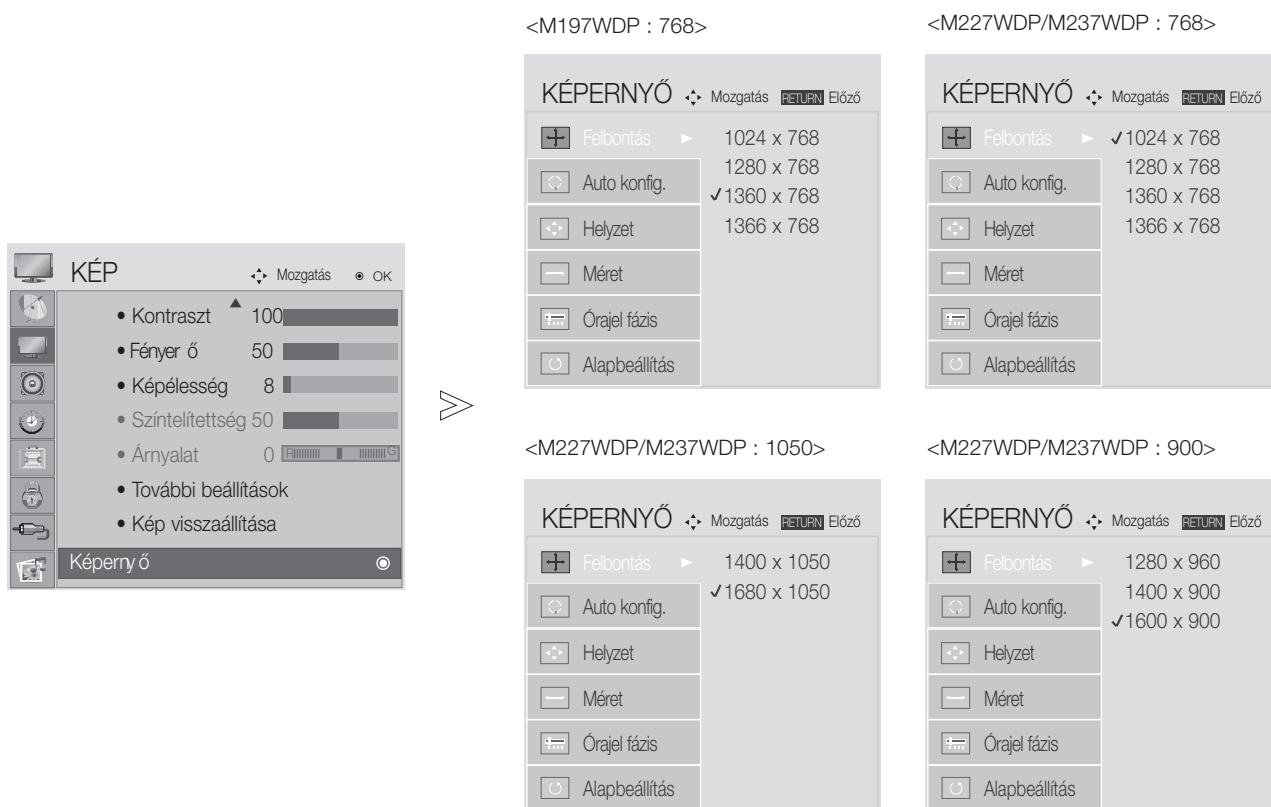 <M197WDP : 768>
KÉPERNYŐ Mozgatás RETURN Előző
Felbontás 1024 x 768
1280 x 768
Auto konfig.
✓1360 x 768
Helyzet 1366 x 768
Méret
Órajel fázis
Alapbeállítás
<M227WDP/M237WDP : 768>
KÉPERNYŐ Mozgatás RETURN Előző
Felbontás ✓1024 x 768
1280 x 768
Auto konfig.
1360 x 768
Helyzet 1366 x 768
Méret
Órajel fázis
Alapbeállítás
KÉP Mozgatás OK
• Kontraszt 100
• Fényer ő 50
• Képélesség 8
• Színtelítettség 50
• Árnyalat 0 R G
• További beállítások
• Kép visszaállítása
Képerny ő
<M227WDP/M237WDP : 1050>
KÉPERNYŐ Mozgatás RETURN Előző
Felbontás 1400 x 1050
✓1680 x 1050
Auto konfig.
Helyzet
Méret
Órajel fázis
Alapbeállítás
<M227WDP/M237WDP : 900>
KÉPERNYŐ Mozgatás RETURN Előző
Felbontás 1280 x 960
1400 x 900
Auto konfig.
✓1600 x 900
Helyzet
Méret
Órajel fázis
Alapbeállítás